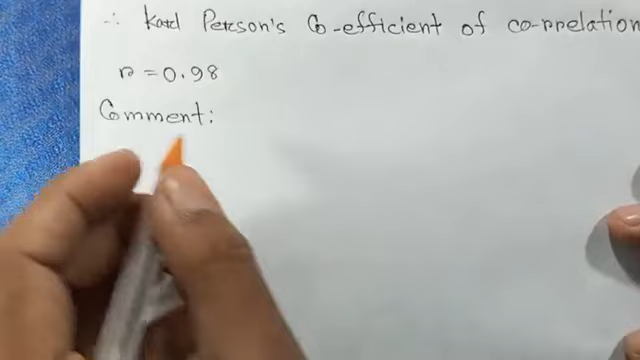 ∴ Karl Person's Co-efficient of co-rrelation
r = 0.98
Comment: